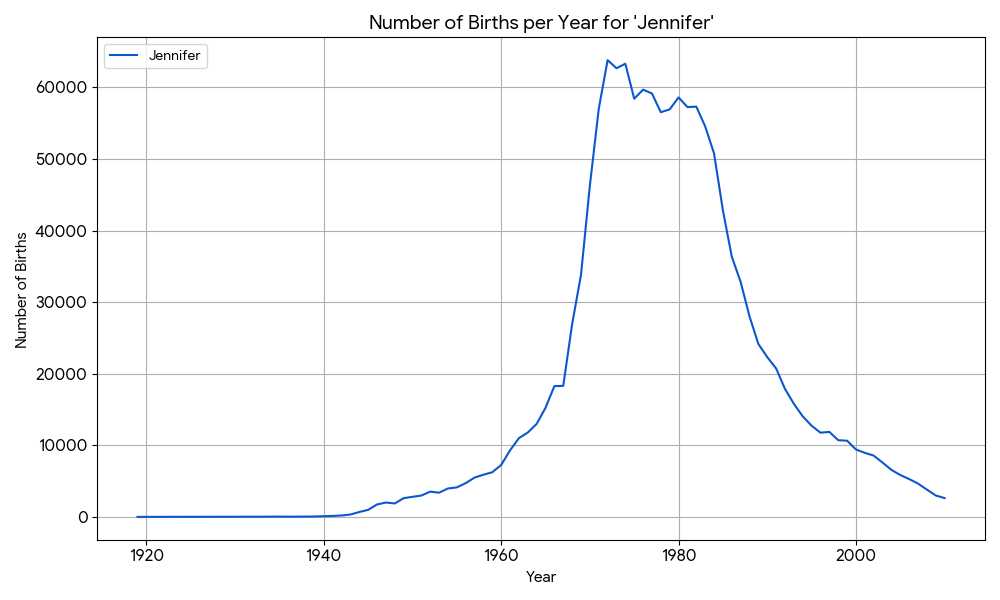 Number of Births per Year for 'Jennifer'
Jennifer
60000
50000
40000
30000
20000
10000
0
Number of Births
1920 1940 1960 1980 2000
Year